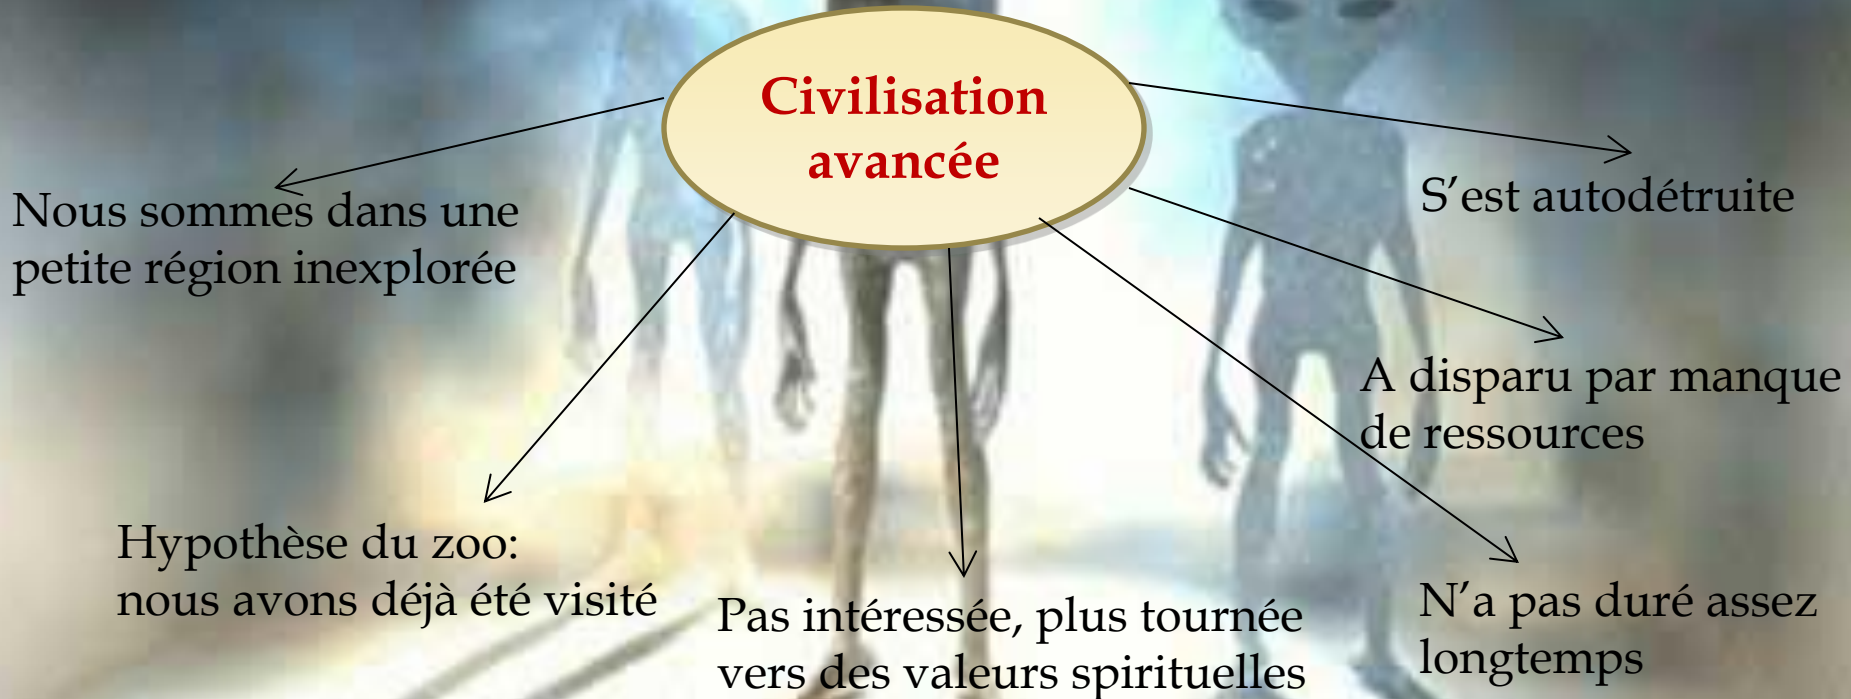 Civilisation
avancée
Nous sommes dans une
petite région inexplorée
S’est autodétruite
A disparu par manque
de ressources
Hypothèse du zoo:
nous avons déjà été visité
Pas intéressée, plus tournée
vers des valeurs spirituelles
N’a pas duré assez
longtemps